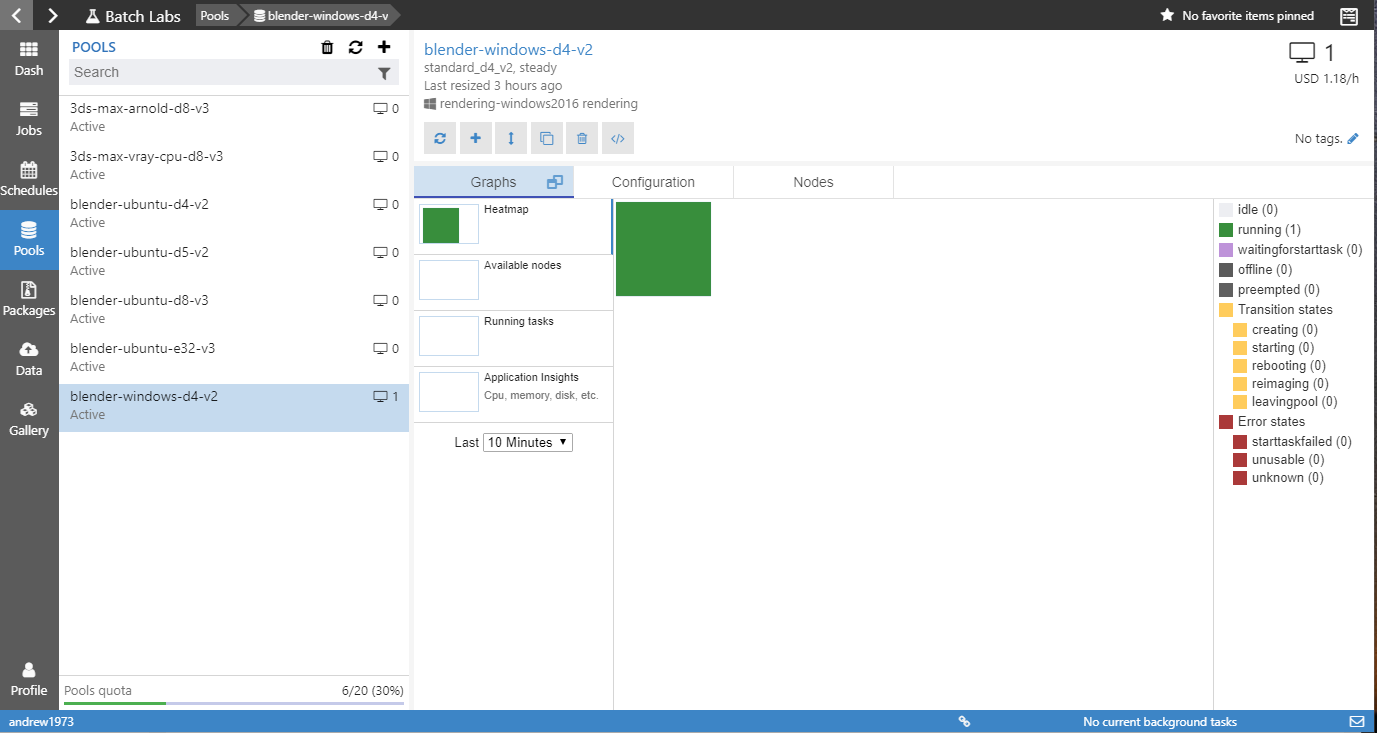 Batch Labs
Pools
blender-windows-d4-v
No favorite items pinned
Dash
Jobs
Schedules
Pools
Packages
Data
Gallery
Profile
POOLS
Search
3ds-max-arnold-d8-v3 0
Active
3ds-max-vray-cpu-d8-v3 0
Active
blender-ubuntu-d4-v2 0
Active
blender-ubuntu-d5-v2 0
Active
blender-ubuntu-d8-v3 0
Active
blender-ubuntu-e32-v3 0
Active
blender-windows-d4-v2 1
Active
Pools quota 6/20 (30%)
blender-windows-d4-v2
standard_d4_v2, steady
Last resized 3 hours ago
rendering-windows2016 rendering
1
USD 1.18/h
No tags.
Graphs
Configuration
Nodes
Heatmap
Available nodes
Running tasks
Application Insights
Cpu, memory, disk, etc.
Last 10 Minutes
idle (0)
running (1)
waitingforstarttask (0)
offline (0)
preempted (0)
Transition states
creating (0)
starting (0)
rebooting (0)
reimaging (0)
leavingpool (0)
Error states
starttaskfailed (0)
unusable (0)
unknown (0)
andrew1973
No current background tasks